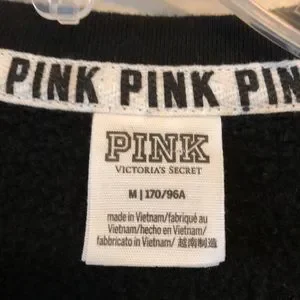 PINK PINK PIN
PINK
VICTORIA'S SECRET
M | 170/96A
made in Vietnam/fabriqué au
Vietnam/hecho en Vietnam/
fabbricato in Vietnam/ 越南制造